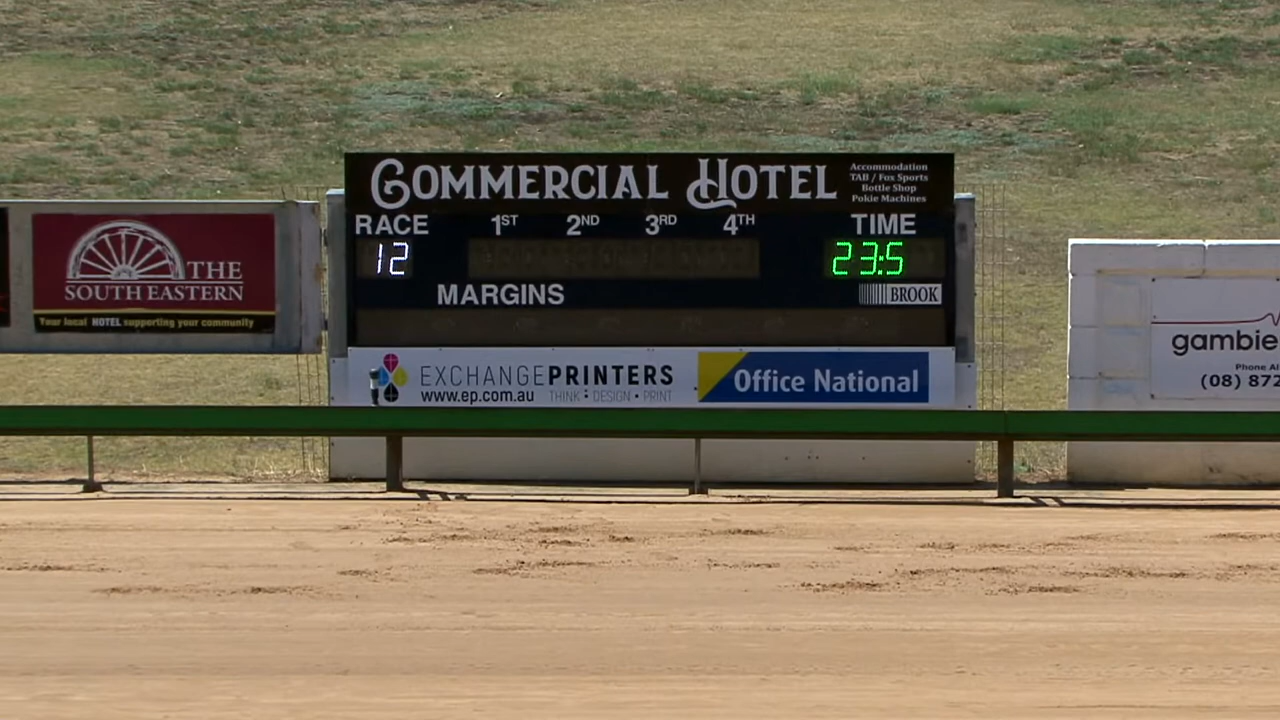 COMMERCIAL HOTEL
Accommodation
TAB / Fox Sports
Bottle Shop
Pokie Machines
RACE 1ST 2ND 3RD 4TH TIME
12 23:5
MARGINS
BROOK
THE
SOUTH EASTERN
Your local HOTEL supporting your community
EXCHANGEPRINTERS
www.ep.com.au THINK : DESIGN • PRINT
Office National
gambie
Phone
(08) 872